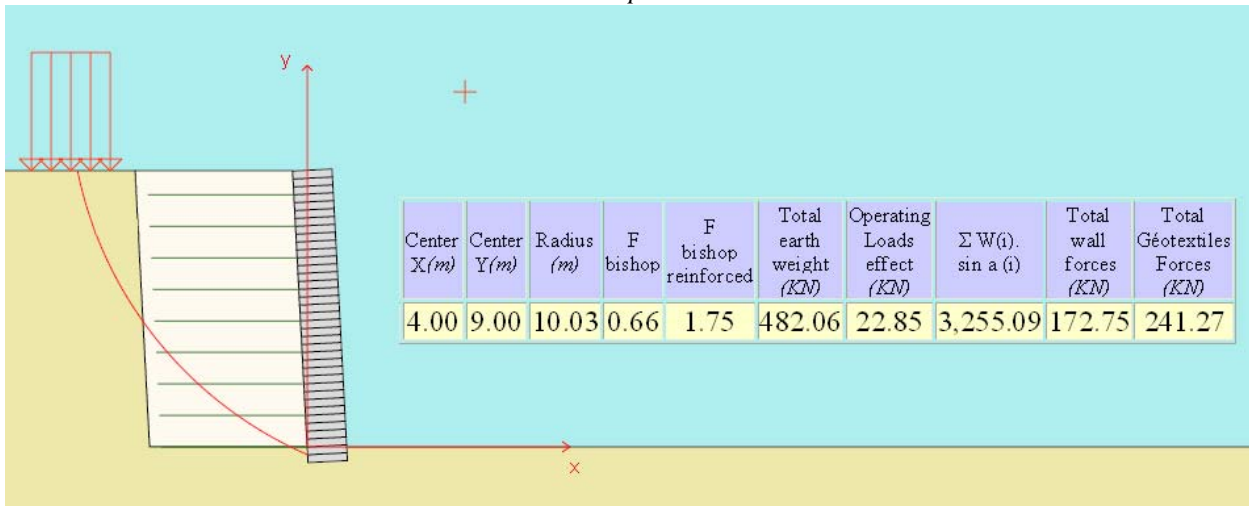 y
Center X(m) Center Y(m) Radius (m) F bishop F bishop reinforced Total earth weight (KN) Operating Loads effect (KN) Σ W(i). sin a (i) Total wall forces (KN) Total Géotextiles Forces (KN)
4.00 9.00 10.03 0.66 1.75 482.06 22.85 3,255.09 172.75 241.27
x